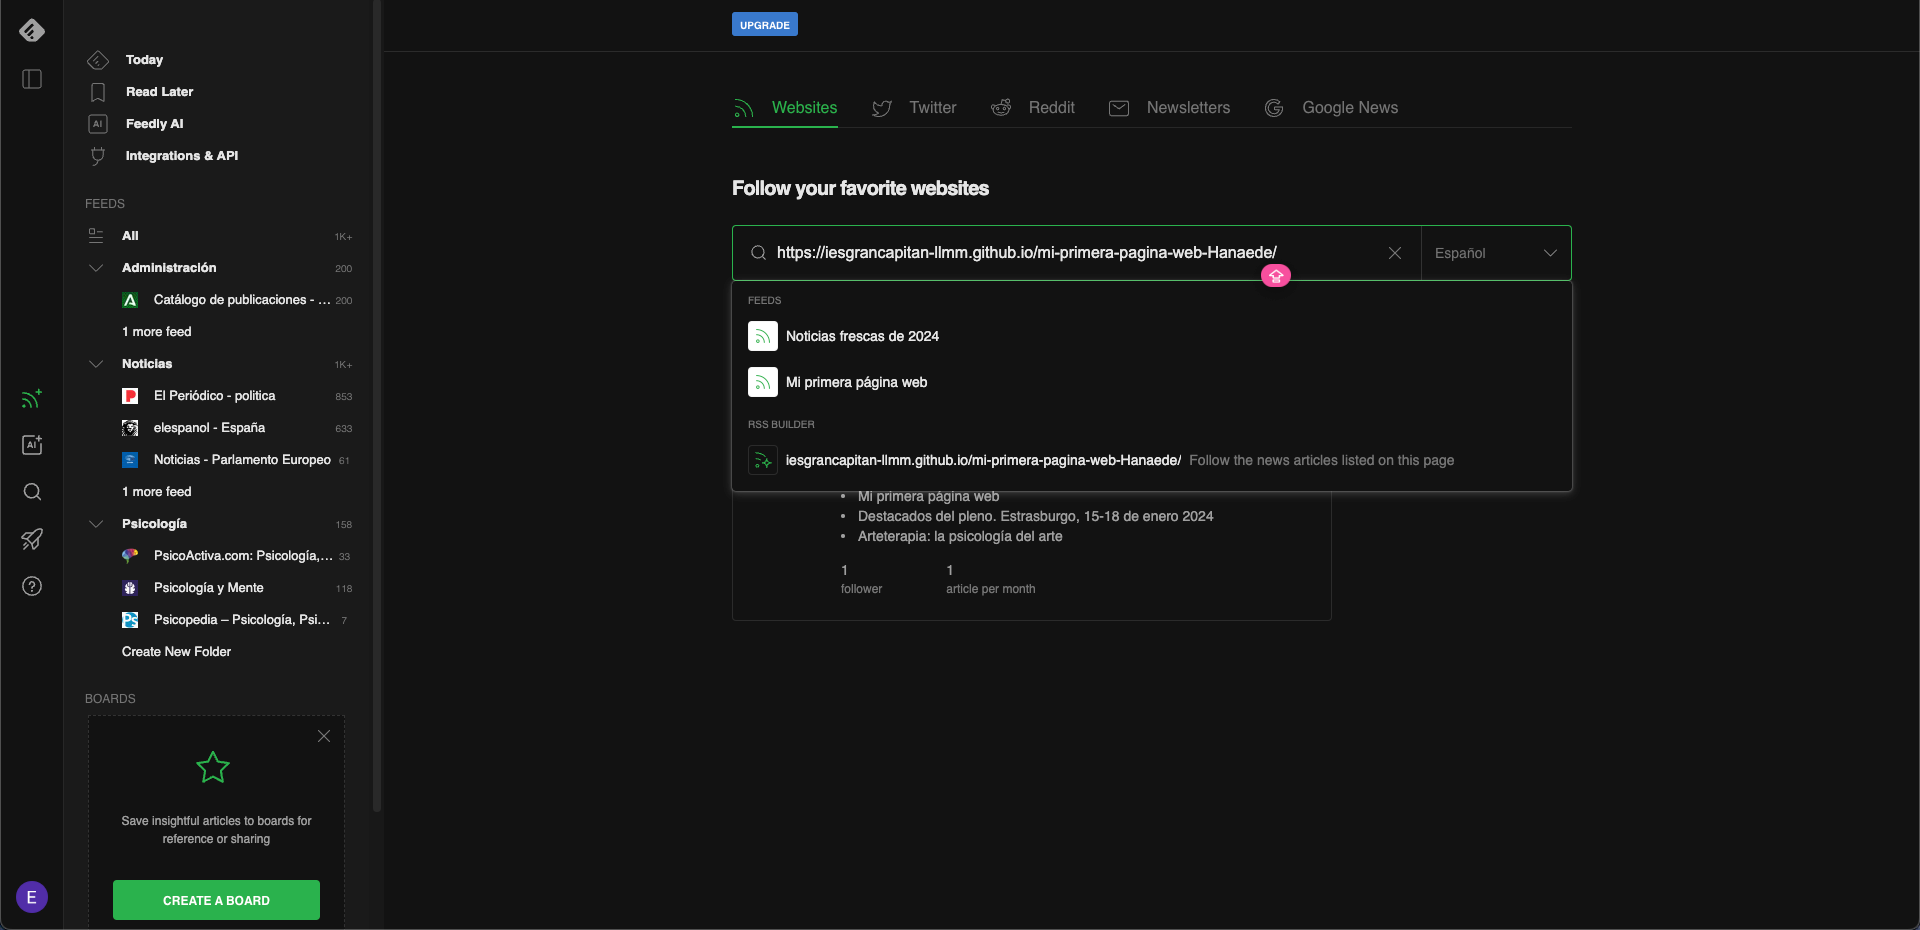 Today
Read Later
AI
Feedly AI
Integrations & API
FEEDS
All 1K+
Administración 200
Catálogo de publicaciones - ... 200
1 more feed
Noticias 1K+
El Periódico - politica 853
elespanol - España 633
Noticias - Parlamento Europeo 61
1 more feed
Psicología 158
PsicoActiva.com: Psicología,... 33
Psicología y Mente 118
Psicopedia – Psicología, Psi... 7
Create New Folder
BOARDS
Save insightful articles to boards for
reference or sharing
CREATE A BOARD
AI
E
UPGRADE
Websites Twitter Reddit Newsletters Google News
Follow your favorite websites
https://iesgrancapitan-llmm.github.io/mi-primera-pagina-web-Hanaede/ Español
FEEDS
Noticias frescas de 2024
Mi primera página web
RSS BUILDER
iesgrancapitan-llmm.github.io/mi-primera-pagina-web-Hanaede/ Follow the news articles listed on this page
• Mi primera página web
• Destacados del pleno. Estrasburgo, 15-18 de enero 2024
• Arteterapia: la psicología del arte
1 1
follower article per month